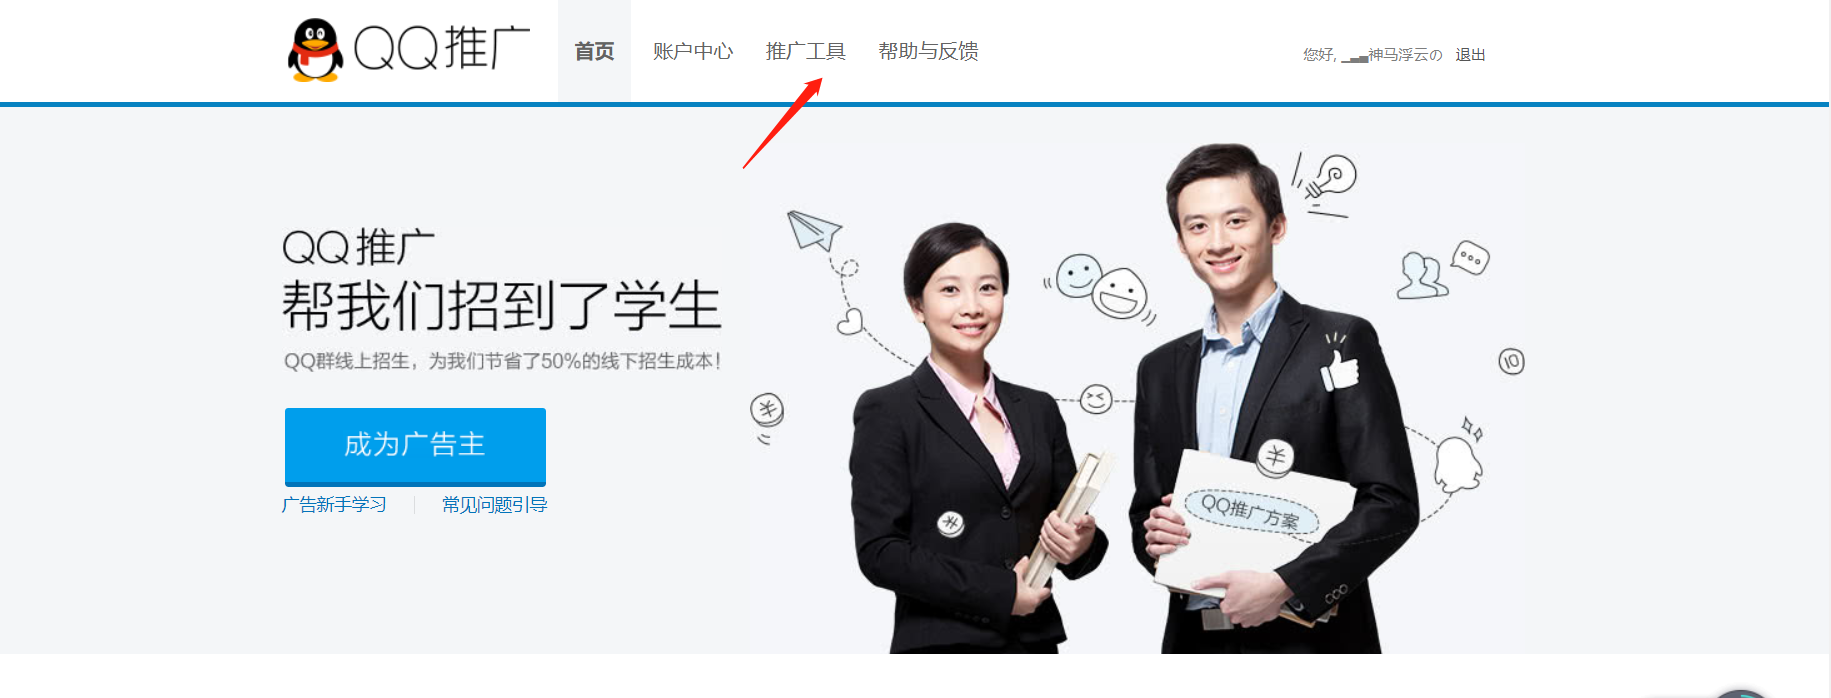 QQ推广
首页 账户中心 推广工具 帮助与反馈
您好, ▁▂▃神马浮云の 退出
QQ推广
帮我们招到了学生
QQ群线上招生，为我们节省了50%的线下招生成本！
成为广告主
广告新手学习 常见问题引导
10
QQ推广方案